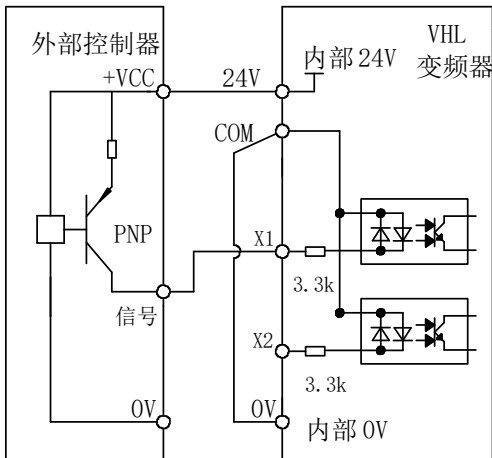 外部控制器
VHL
变频器
+VCC
24V
内部24V
COM
PNP
X1
3.3k
信号
X2
3.3k
0V
0V
内部0V